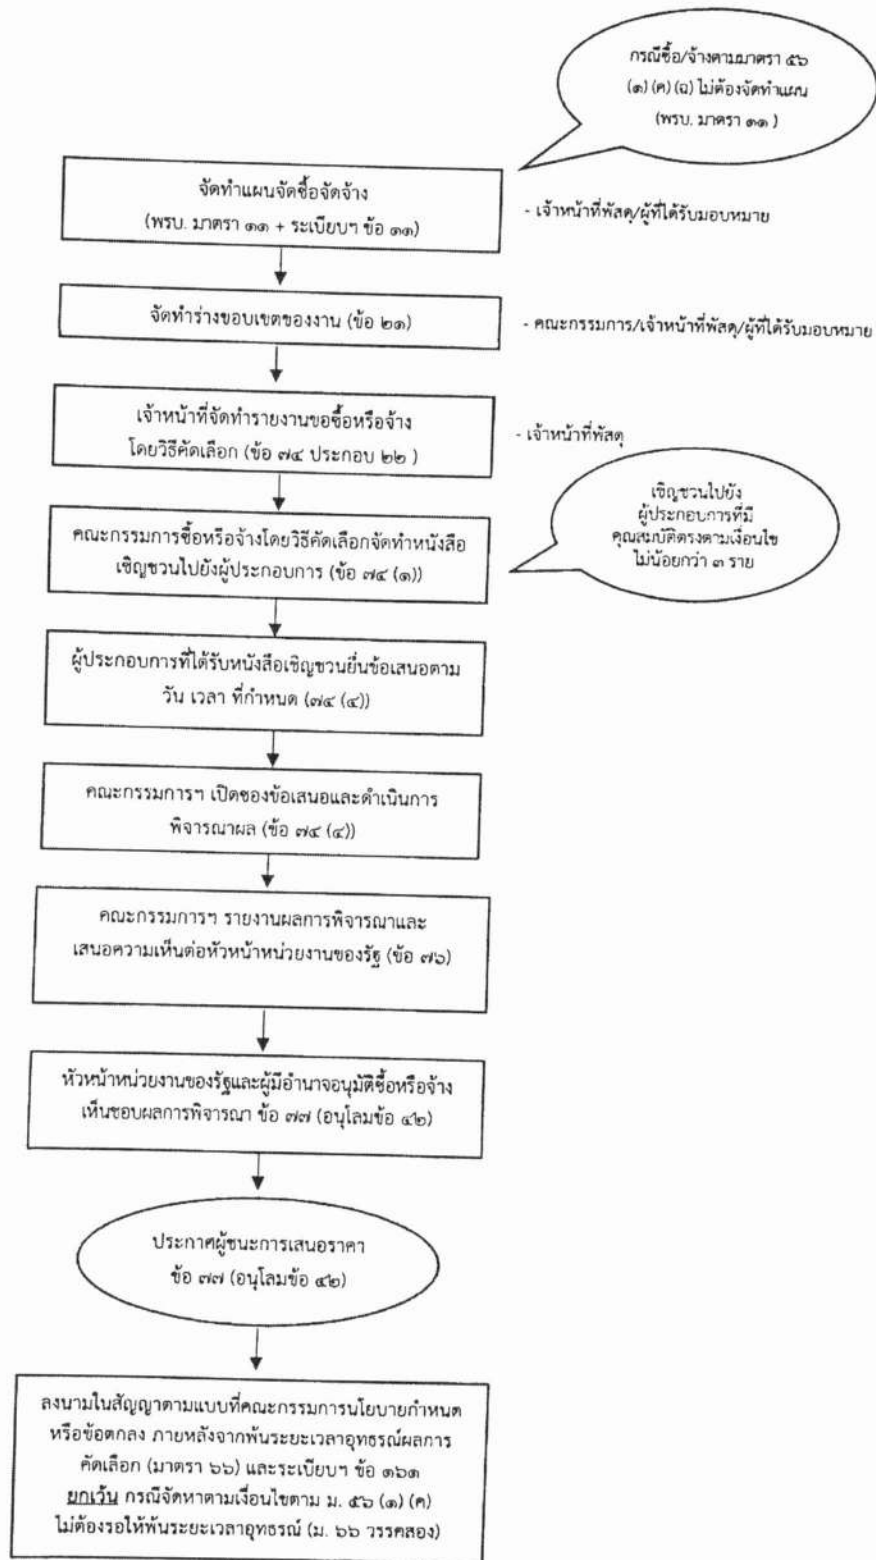 กรณีซื้อ/จ้างตามมาตรา ๕๖
(๑) (ค) (ฉ) ไม่ต้องจัดทำแผน
(พรบ. มาตรา ๑๑ )
จัดทำแผนจัดซื้อจัดจ้าง
(พรบ. มาตรา ๑๑ + ระเบียบฯ ข้อ ๑๑)
- เจ้าหน้าที่พัสดุ/ผู้ที่ได้รับมอบหมาย
จัดทำร่างขอบเขตของงาน (ข้อ ๒๑)
- คณะกรรมการ/เจ้าหน้าที่พัสดุ/ผู้ที่ได้รับมอบหมาย
เจ้าหน้าที่จัดทำรายงานขอซื้อหรือจ้าง
โดยวิธีคัดเลือก (ข้อ ๗๔ ประกอบ ๒๒ )
- เจ้าหน้าที่พัสดุ
เชิญชวนไปยัง
ผู้ประกอบการที่มี
คุณสมบัติตรงตามเงื่อนไข
ไม่น้อยกว่า ๓ ราย
คณะกรรมการซื้อหรือจ้างโดยวิธีคัดเลือกจัดทำหนังสือ
เชิญชวนไปยังผู้ประกอบการ (ข้อ ๗๔ (๑))
ผู้ประกอบการที่ได้รับหนังสือเชิญชวนยื่นข้อเสนอตาม
วัน เวลา ที่กำหนด (๗๔ (๔))
คณะกรรมการฯ เปิดซองข้อเสนอและดำเนินการ
พิจารณาผล (ข้อ ๗๔ (๔))
คณะกรรมการฯ รายงานผลการพิจารณาและ
เสนอความเห็นต่อหัวหน้าหน่วยงานของรัฐ (ข้อ ๗๖)
หัวหน้าหน่วยงานของรัฐและผู้มีอำนาจอนุมัติซื้อหรือจ้าง
เห็นชอบผลการพิจารณา ข้อ ๗๗ (อนุโลมข้อ ๔๒)
ประกาศผู้ชนะการเสนอราคา
ข้อ ๗๗ (อนุโลมข้อ ๔๒)
ลงนามในสัญญาตามแบบที่คณะกรรมการนโยบายกำหนด
หรือข้อตกลง ภายหลังจากพ้นระยะเวลาอุทธรณ์ผลการ
คัดเลือก (มาตรา ๖๖) และระเบียบฯ ข้อ ๑๖๑
ยกเว้น กรณีจัดหาตามเงื่อนไขตาม ม. ๕๖ (๑) (ค)
ไม่ต้องรอให้พ้นระยะเวลาอุทธรณ์ (ม. ๖๖ วรรคสอง)